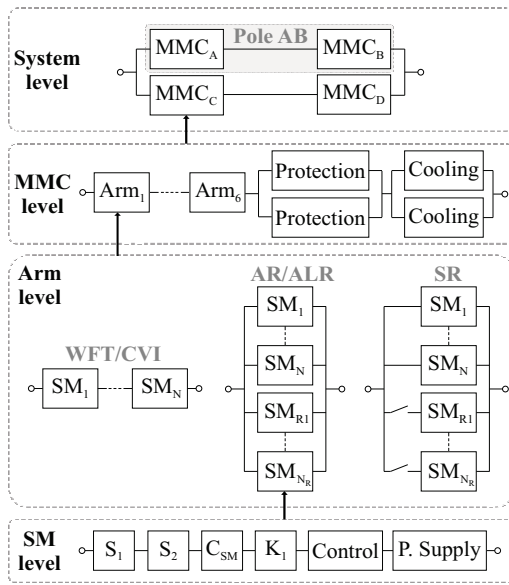 System level
Pole AB
MMC_A MMC_B
MMC_C MMC_D
MMC level
Arm_1 Arm_6 Protection Cooling
Protection Cooling
Arm level
WFT/CVI
SM_1 SM_N
AR/ALR
SM_1
SM_N
SM_R1
SM_N_R
SR
SM_1
SM_N
SM_R1
SM_N_R
SM level
S_1 S_2 C_SM K_1 Control P. Supply